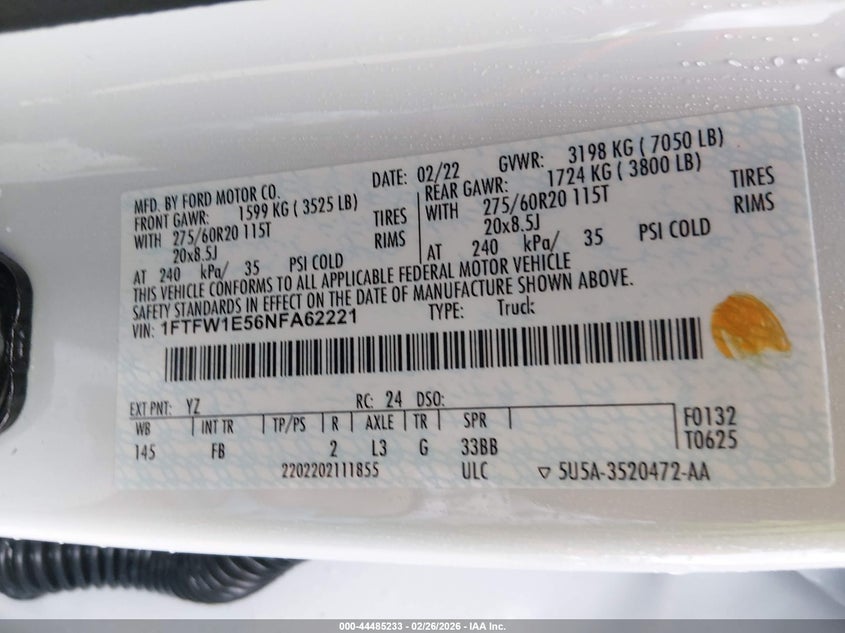 MFD. BY FORD MOTOR CO.
DATE: 02/22
GVWR: 3198 KG ( 7050 LB)
FRONT GAWR: 1599 KG ( 3525 LB)
REAR GAWR: 1724 KG ( 3800 LB)
WITH 275/60R20 115T TIRES
WITH 275/60R20 115T TIRES
20x8.5J RIMS
20x8.5J RIMS
AT 240 kPa/ 35 PSI COLD
AT 240 kPa/ 35 PSI COLD
THIS VEHICLE CONFORMS TO ALL APPLICABLE FEDERAL MOTOR VEHICLE
SAFETY STANDARDS IN EFFECT ON THE DATE OF MANUFACTURE SHOWN ABOVE.
VIN: 1FTFW1E56NFA62221
TYPE: Truck
EXT PNT: YZ RC: 24 DSO:
WB INT TR TP/PS R AXLE TR SPR
145 FB 2 L3 G 33BB
F0132
T0625
2202202111855 ULC ▽ 5U5A-3520472-AA
000-44485233 - 02/26/2026 - IAA Inc.